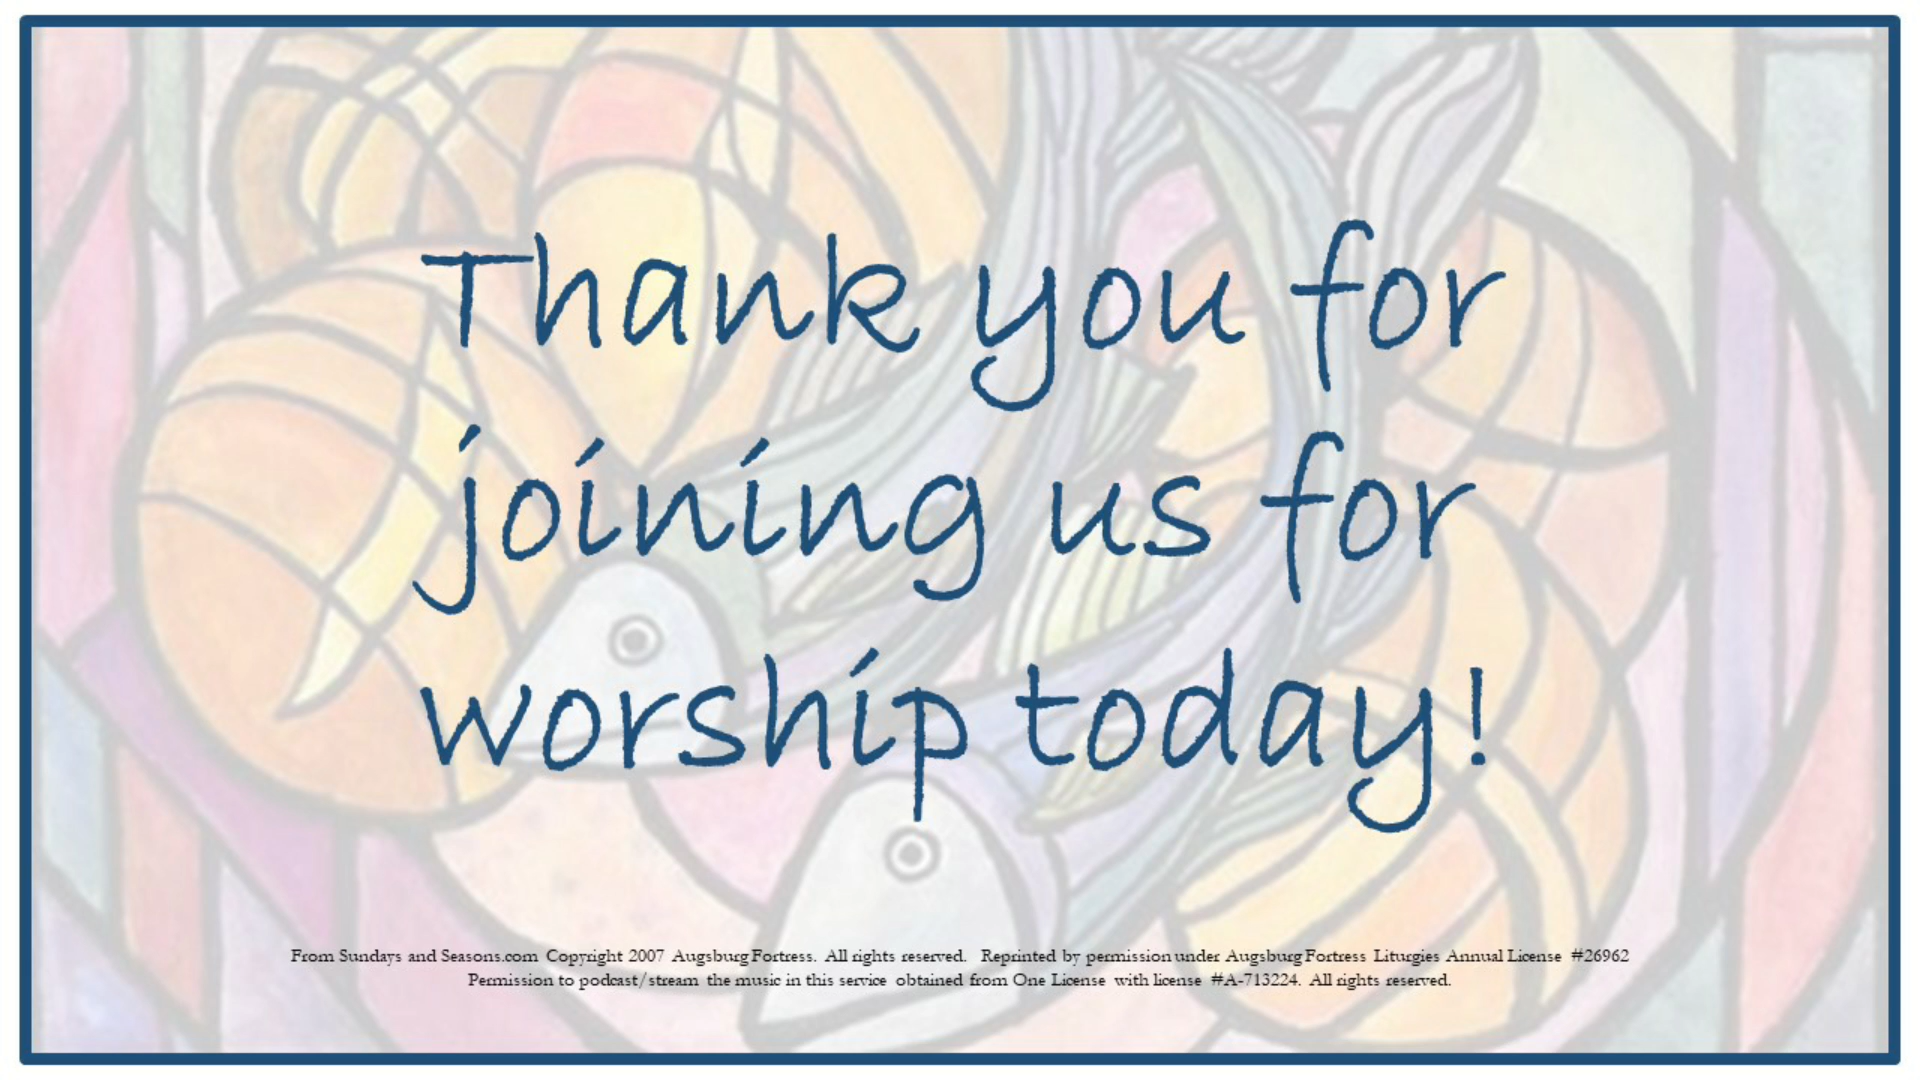 Thank you for
joining us for
worship today!
From Sundays and Seasons.com Copyright 2007 Augsburg Fortress. All rights reserved. Reprinted by permission under Augsburg Fortress Liturgies Annual License #26962
Permission to podcast/stream the music in this service obtained from One License with license #A-713224. All rights reserved.